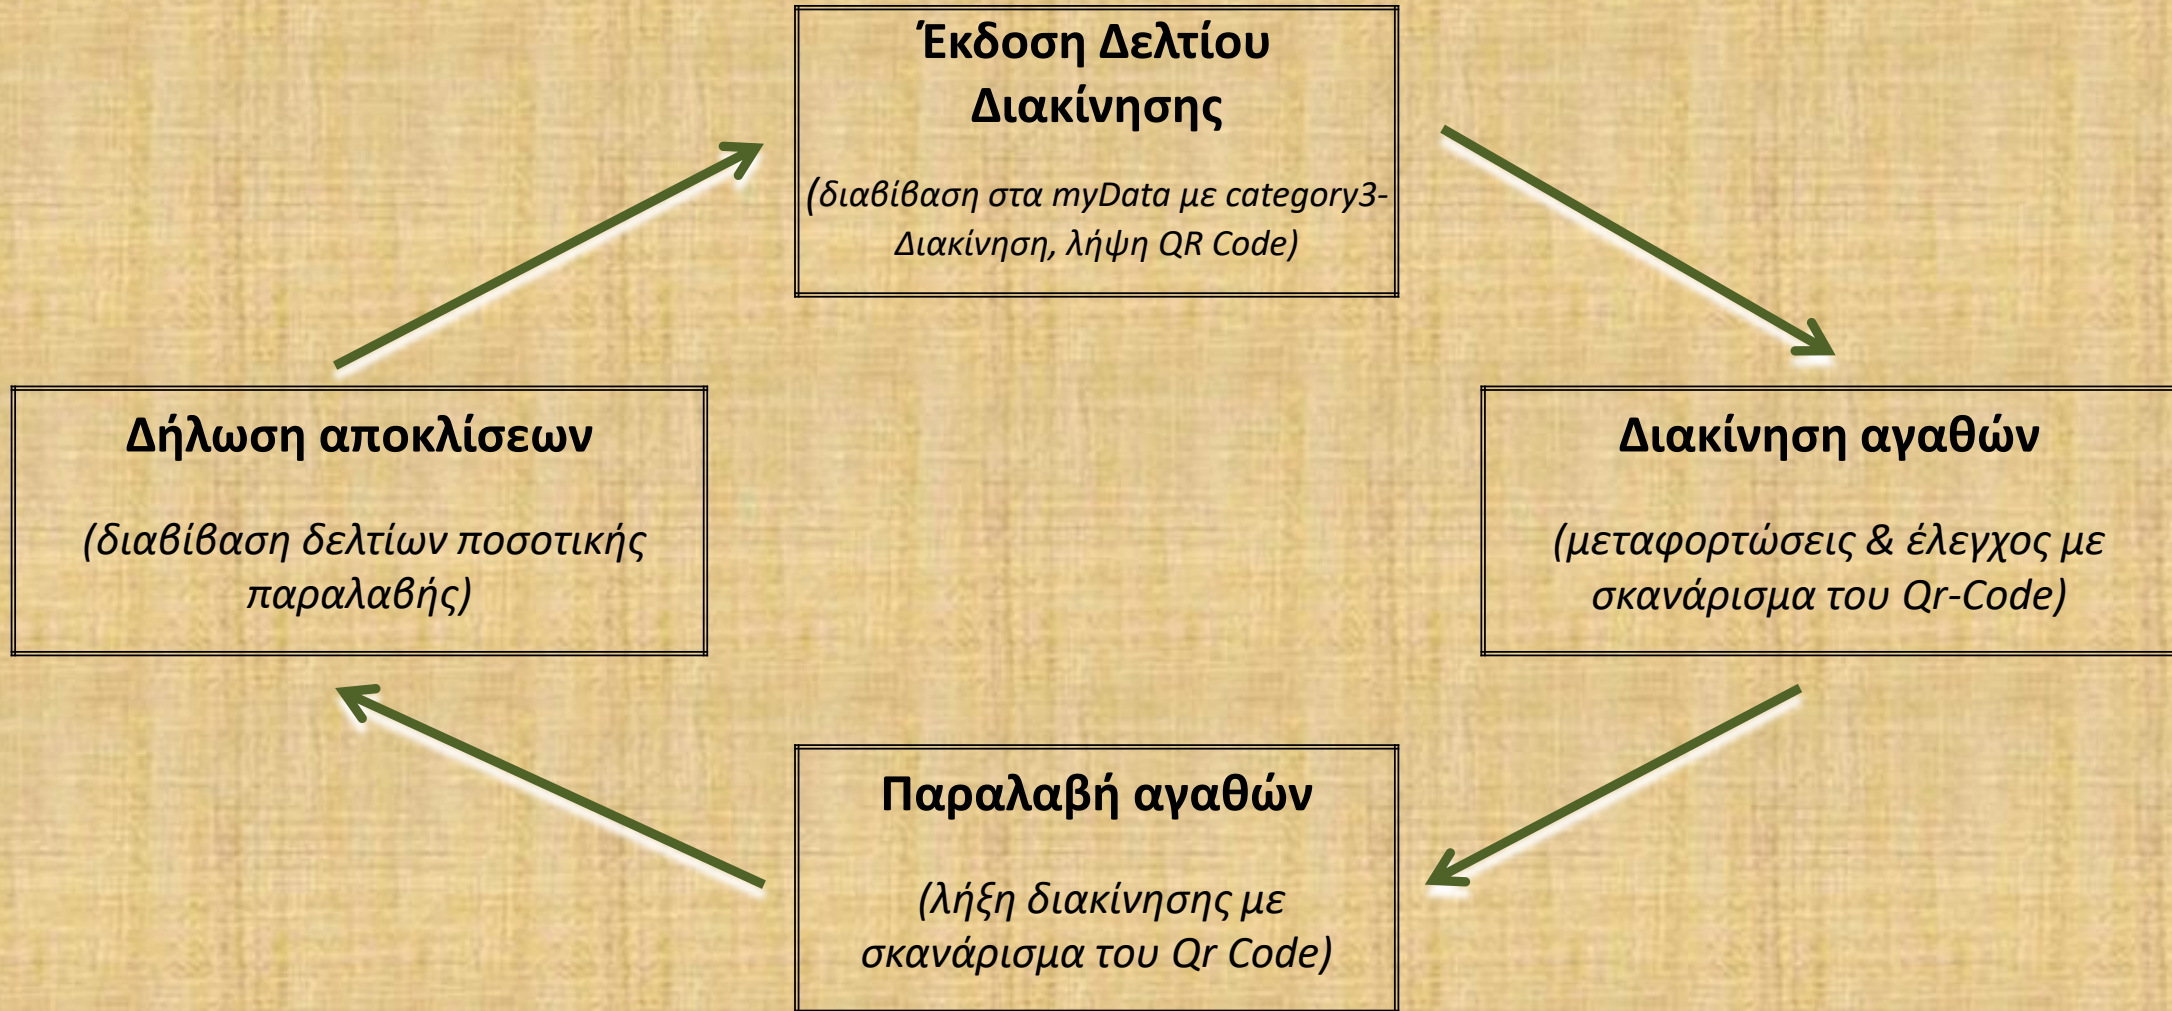 Έκδοση Δελτίου
Διακίνησης
(διαβίβαση στα myData με category3-
Διακίνηση, λήψη QR Code)
Δήλωση αποκλίσεων
(διαβίβαση δελτίων ποσοτικής
παραλαβής)
Διακίνηση αγαθών
(μεταφορτώσεις & έλεγχος με
σκανάρισμα του Qr-Code)
Παραλαβή αγαθών
(λήξη διακίνησης με
σκανάρισμα του Qr Code)